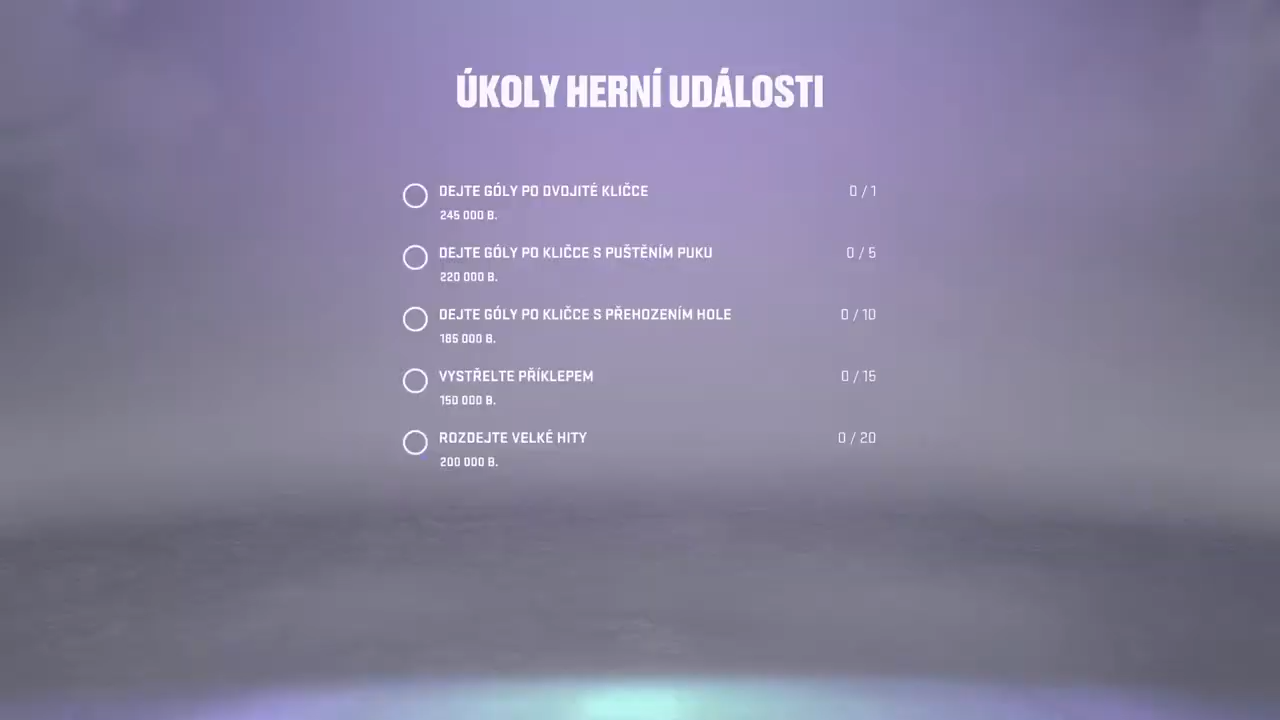 ÚKOLY HERNÍ UDÁLOSTI
DEJTE GÓLY PO DVOJITÉ KLIČCE 0 / 1
245 000 B.
DEJTE GÓLY PO KLIČCE S PUŠTĚNÍM PUKU 0 / 5
220 000 B.
DEJTE GÓLY PO KLIČCE S PŘEHOZENÍM HOLE 0 / 10
185 000 B.
VYSTŘELTE PŘÍKLEPEM 0 / 15
150 000 B.
ROZDEJTE VELKÉ HITY 0 / 20
200 000 B.